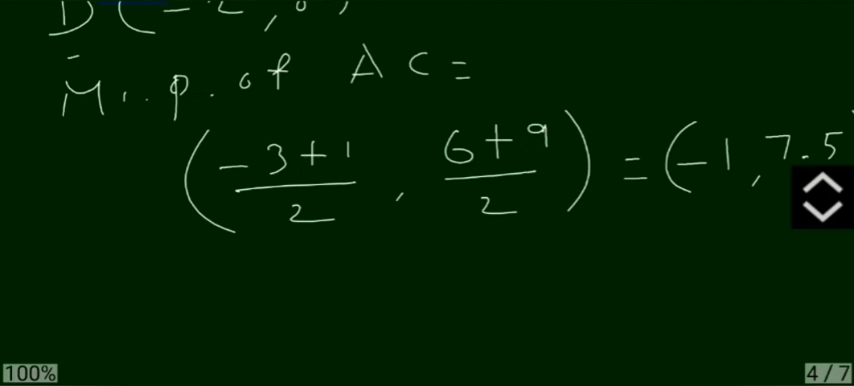 M.p. of AC =
(-3+1/2, 6+9/2) = (-1, 7.5
100%
4 / 7